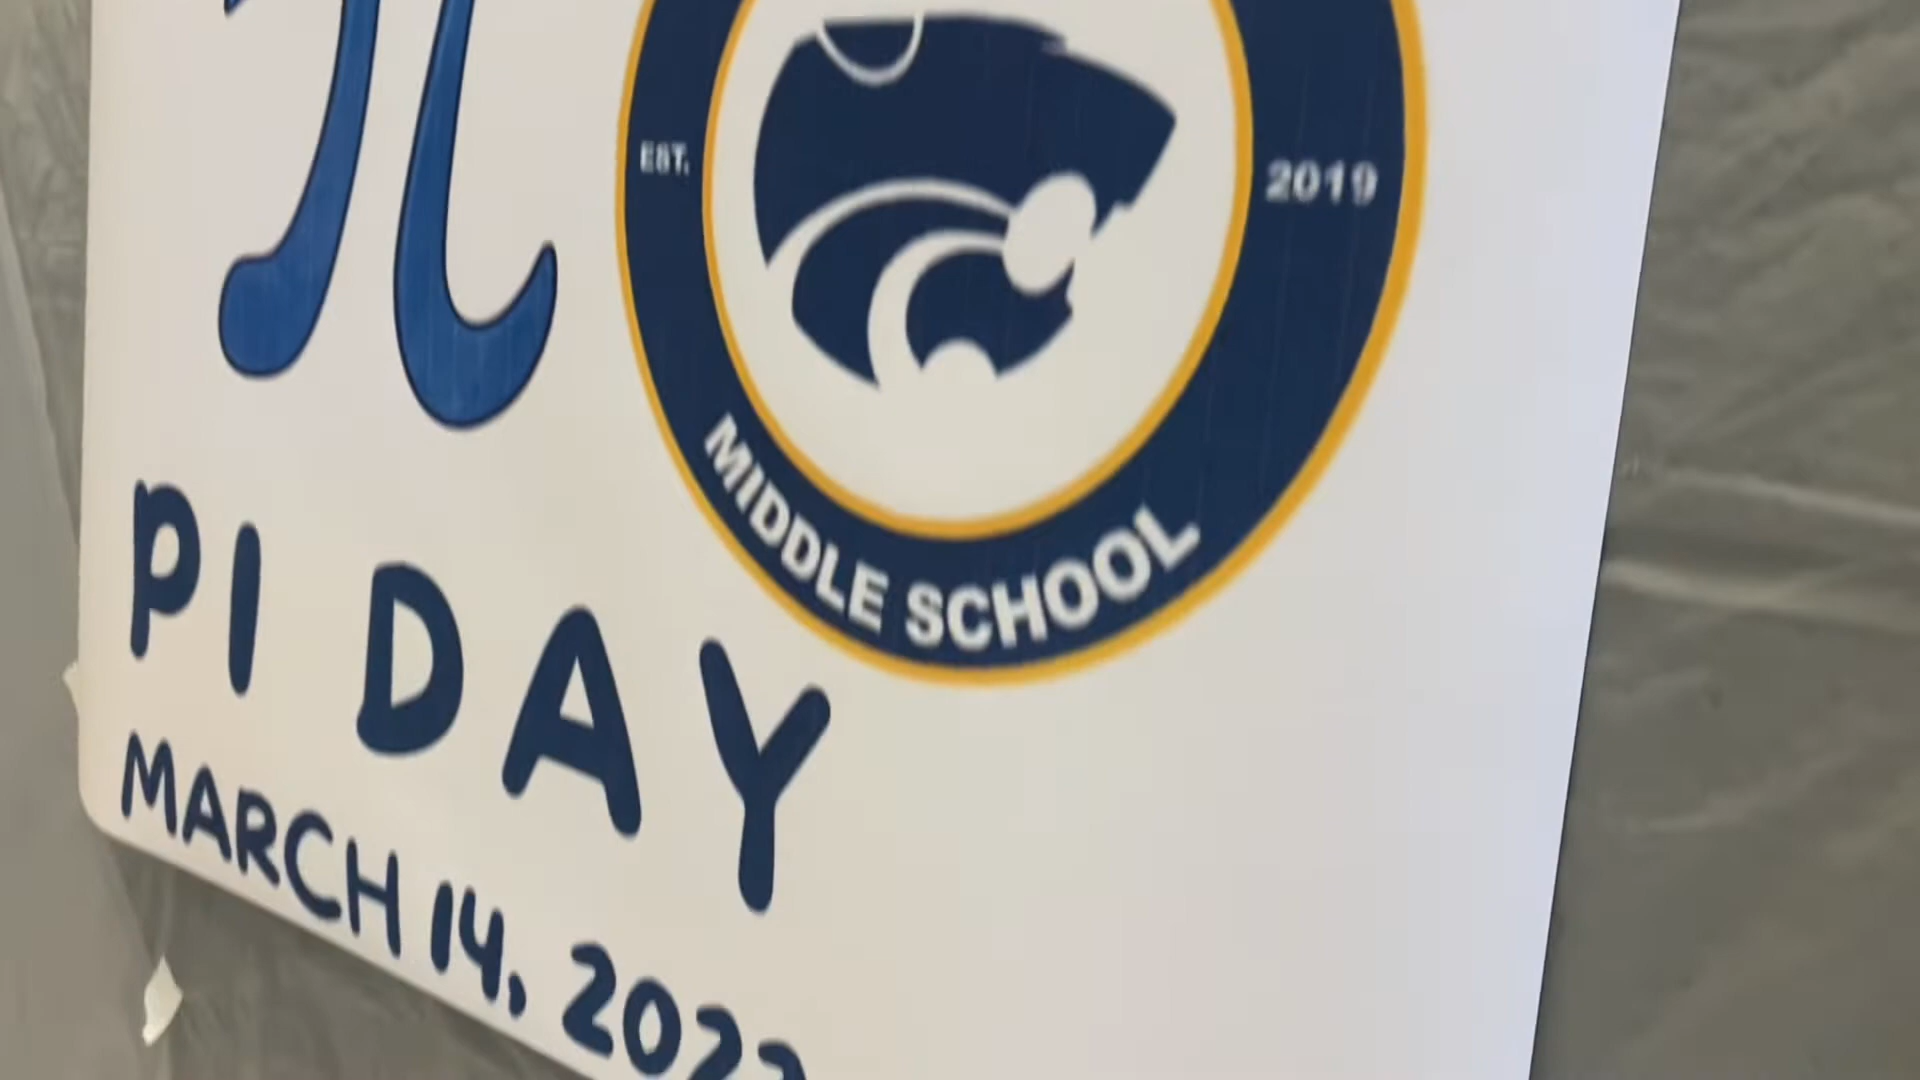 π
EST. 2019
MIDDLE SCHOOL
PI DAY
MARCH 14,